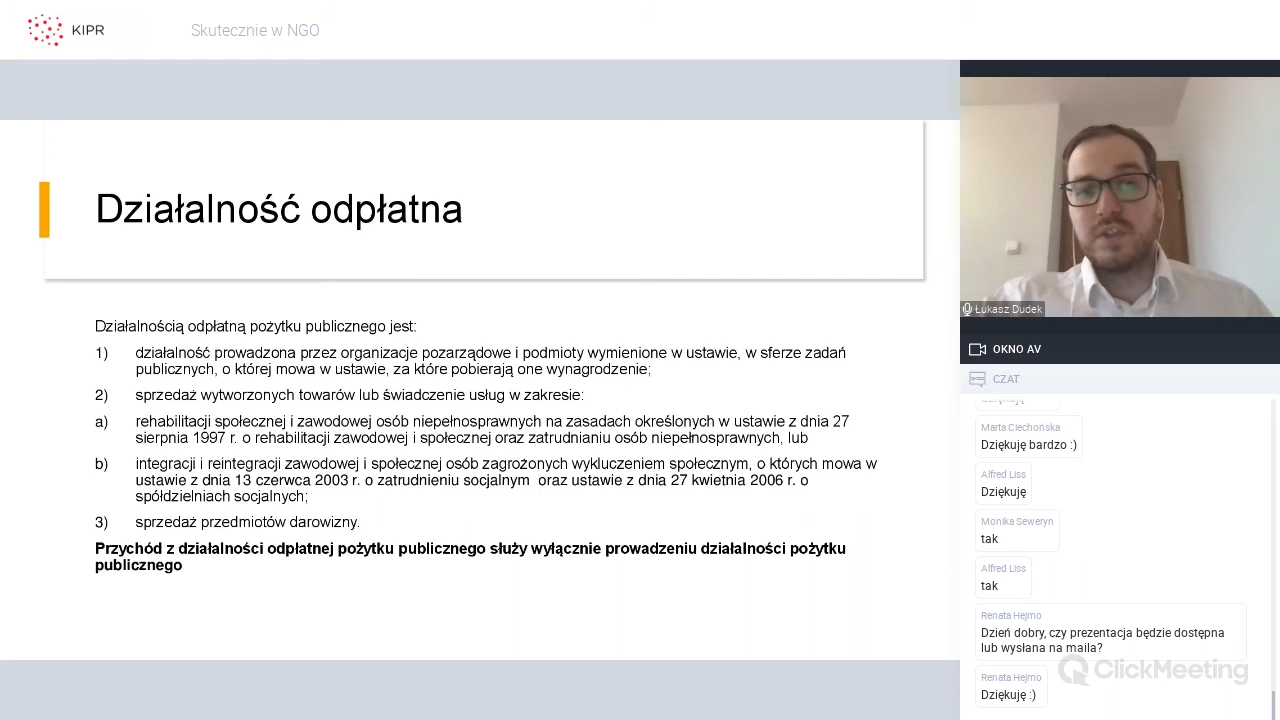 KIPR
Skutecznie w NGO
Działalność odpłatna
Działalnością odpłatną pożytku publicznego jest:
1) działalność prowadzona przez organizacje pozarządowe i podmioty wymienione w ustawie, w sferze zadań
publicznych, o której mowa w ustawie, za które pobierają one wynagrodzenie;
2) sprzedaż wytworzonych towarów lub świadczenie usług w zakresie:
a) rehabilitacji społecznej i zawodowej osób niepełnosprawnych na zasadach określonych w ustawie z dnia 27
sierpnia 1997 r. o rehabilitacji zawodowej i społecznej oraz zatrudnianiu osób niepełnosprawnych, lub
b) integracji i reintegracji zawodowej i społecznej osób zagrożonych wykluczeniem społecznym, o których mowa w
ustawie z dnia 13 czerwca 2003 r. o zatrudnieniu socjalnym oraz ustawie z dnia 27 kwietnia 2006 r. o
spółdzielniach socjalnych;
3) sprzedaż przedmiotów darowizny.
Przychód z działalności odpłatnej pożytku publicznego służy wyłącznie prowadzeniu działalności pożytku
publicznego
Łukasz Dudek
OKNO AV
CZAT
Dziękuję
Marta Ciechońska
Dziękuję bardzo :)
Alfred Liss
Dziękuję
Monika Seweryn
tak
Alfred Liss
tak
Renata Hejmo
Dzień dobry, czy prezentacja będzie dostępna
lub wysłana na maila?
ClickMeeting
Renata Hejmo
Dziękuję :)